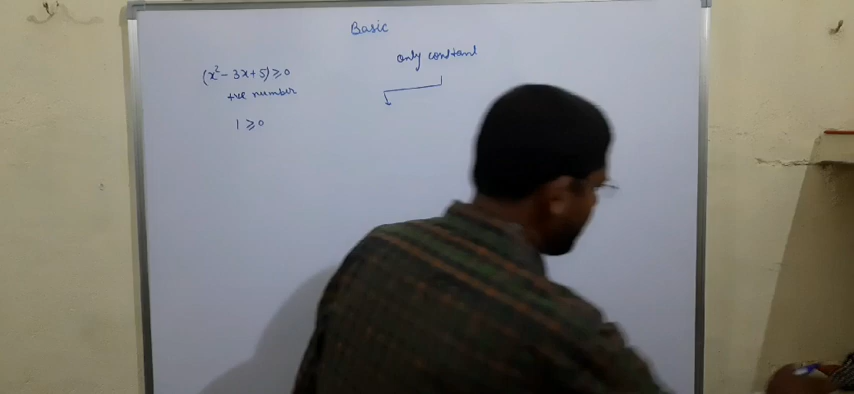 Basic
(x² - 3x + 5) ≥ 0
+ve number
1 ≥ 0
only constant